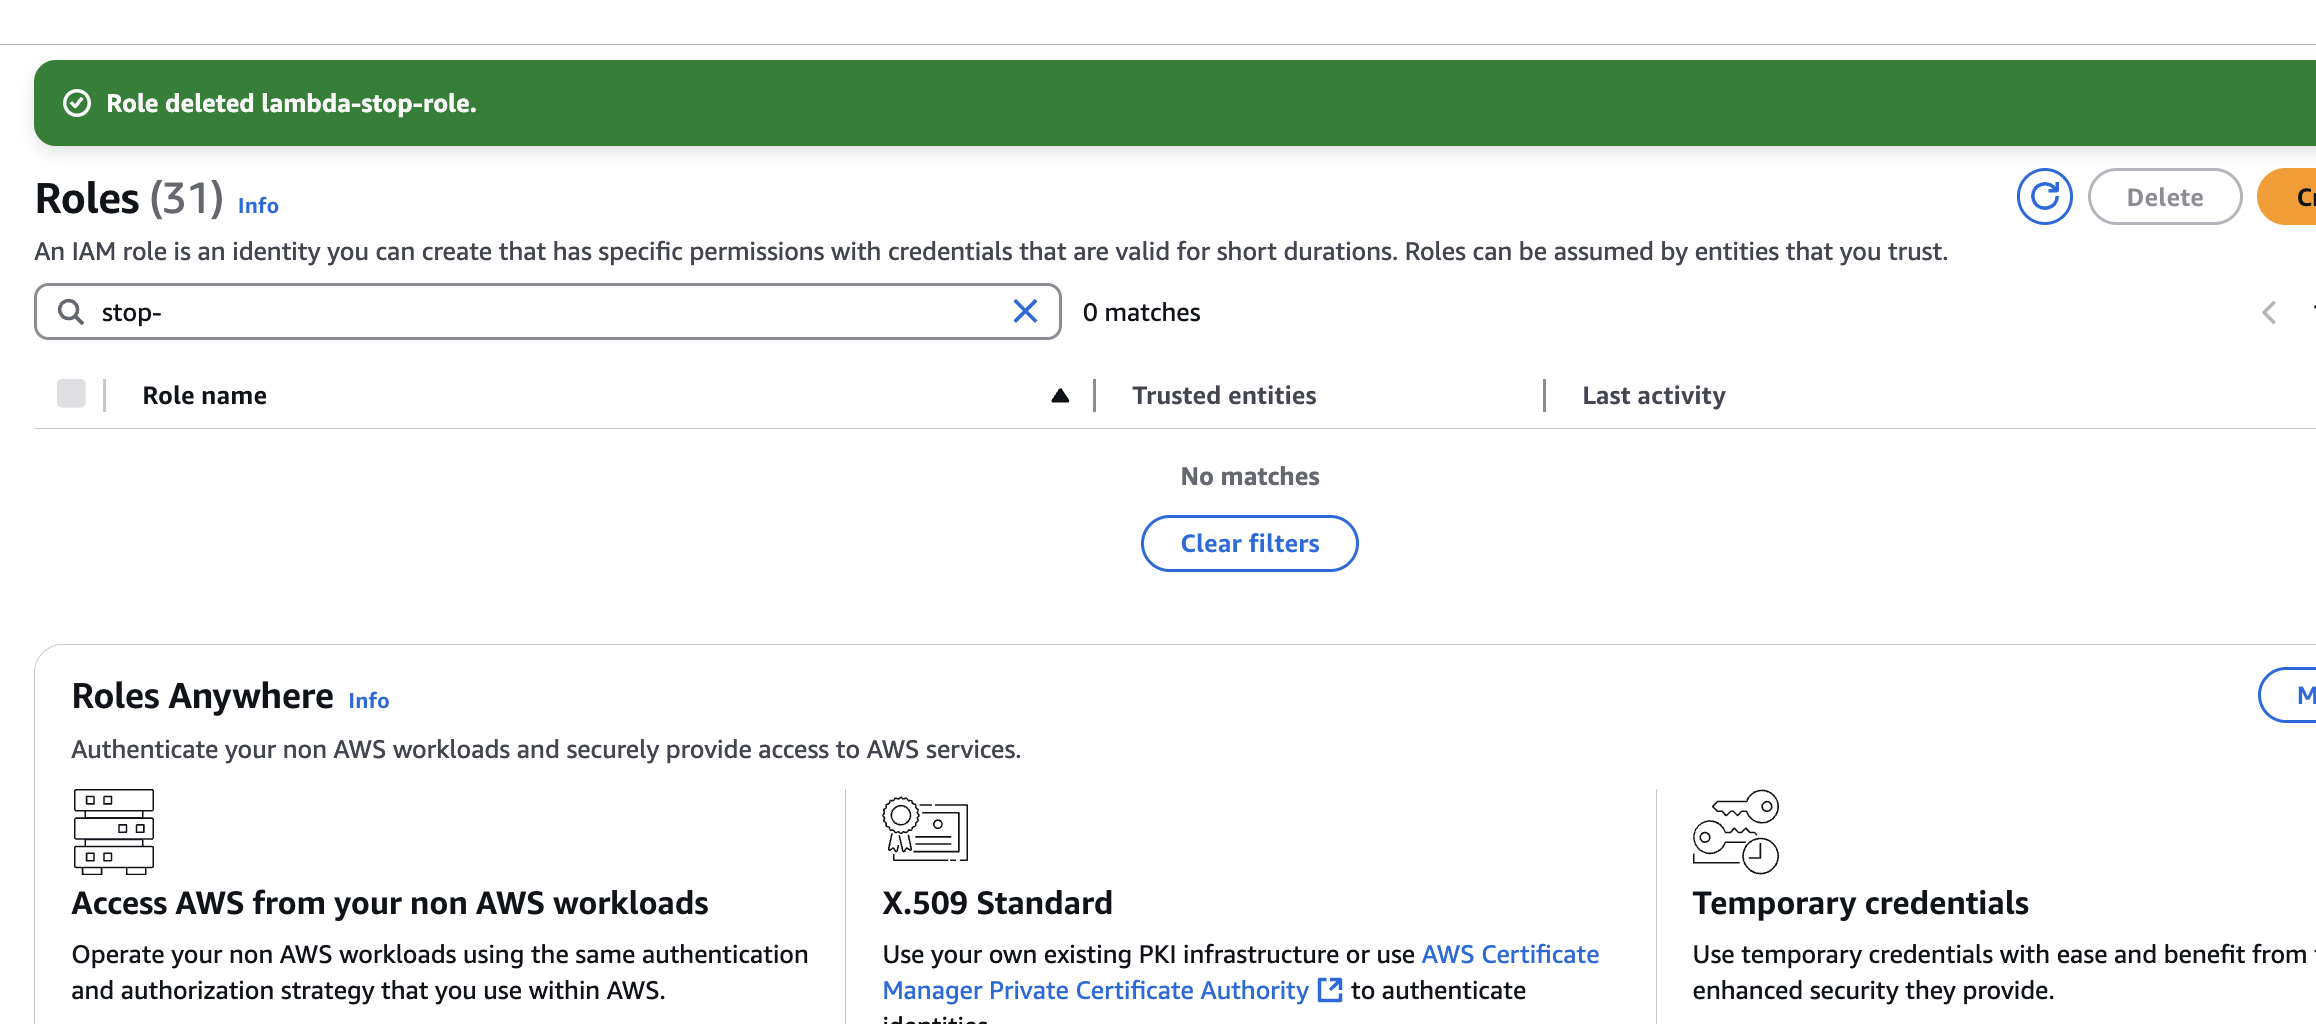 Role deleted lambda-stop-role.
Roles (31) Info
Delete
An IAM role is an identity you can create that has specific permissions with credentials that are valid for short durations. Roles can be assumed by entities that you trust.
stop-
0 matches
Role name
Trusted entities
Last activity
No matches
Clear filters
Roles Anywhere Info
Authenticate your non AWS workloads and securely provide access to AWS services.
Access AWS from your non AWS workloads
Operate your non AWS workloads using the same authentication
and authorization strategy that you use within AWS.
X.509 Standard
Use your own existing PKI infrastructure or use AWS Certificate
Manager Private Certificate Authority to authenticate
identities.
Temporary credentials
Use temporary credentials with ease and benefit from
enhanced security they provide.